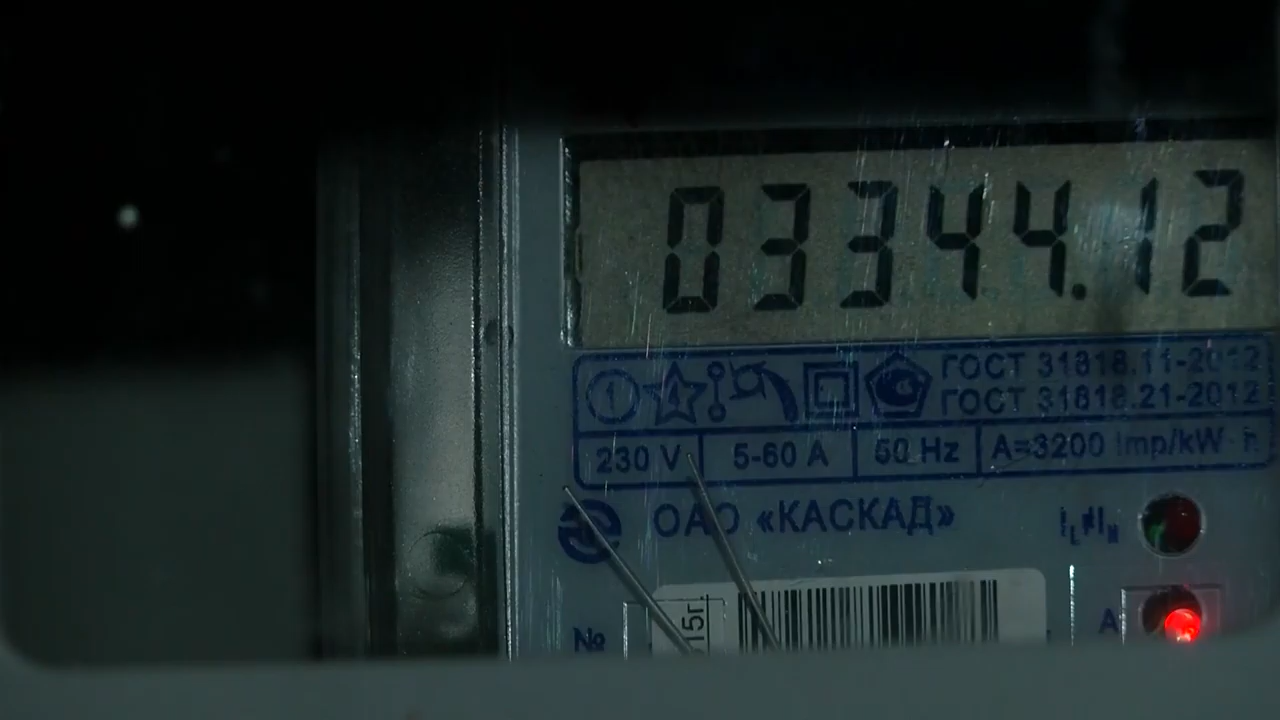 03344.12
ГОСТ 31818.11-2012
ГОСТ 31818.21-2012
230 V 5-60 A 50 Hz A=3200 imp/kW h
ОАО «КАСКАД»
№
15г.
A